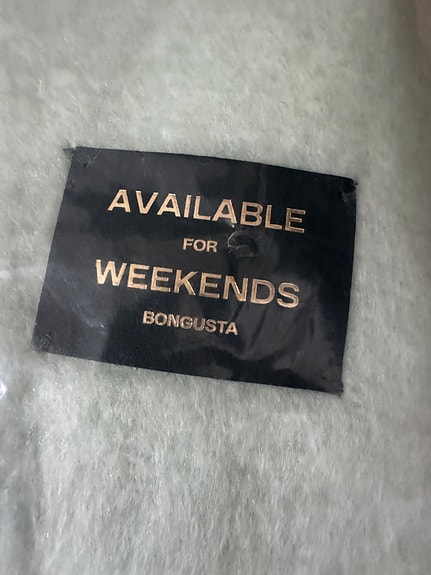 AVAILABLE
FOR
WEEKENDS
BONGUSTA